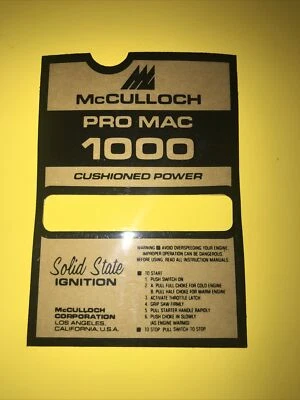 McCULLOCH
PRO MAC
1000
CUSHIONED POWER
Solid State
IGNITION
McCULLOCH
CORPORATION
LOS ANGELES,
CALIFORNIA, U.S.A.
WARNING ■ AVOID OVERSPEEDING YOUR ENGINE.
IMPROPER OPERATION CAN BE DANGEROUS.
BEFORE USING, READ ALL INSTRUCTION MANUALS.
■ TO START
1. PUSH SWITCH ON
2. A. PULL FULL CHOKE FOR COLD ENGINE
B. PULL HALF CHOKE FOR WARM ENGINE
3. ACTIVATE THROTTLE LATCH
4. GRIP SAW FIRMLY
5. PULL STARTER HANDLE RAPIDLY
6. PUSH CHOKE IN SLOWLY
(AS ENGINE WARMS)
■ TO STOP PULL SWITCH TO STOP